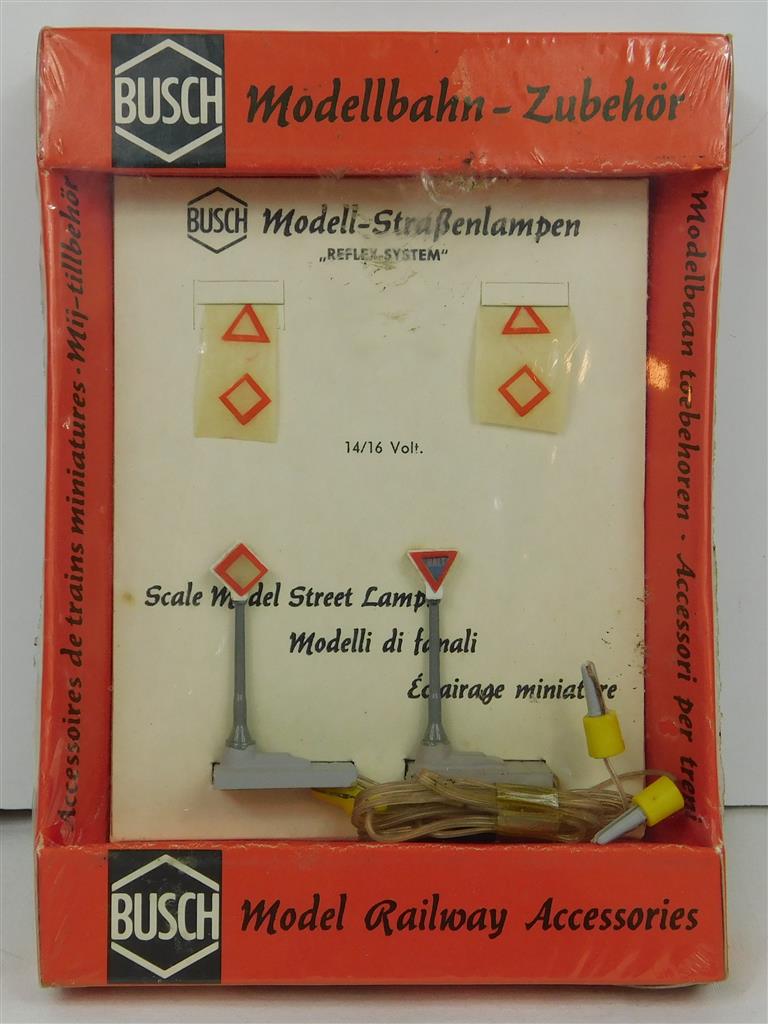 BUSCH Modellbahn-Zubehör
Accessoires de trains miniatures · Mij-tillbehör
BUSCH Modell-Straßenlampen
„REFLEX-SYSTEM“
14/16 Volt.
HALT
Scale Model Street Lamp
Modelli di fanali
Éclairage miniature
Modelbaan toebehoren · Accessori per treni
BUSCH Model Railway Accessories